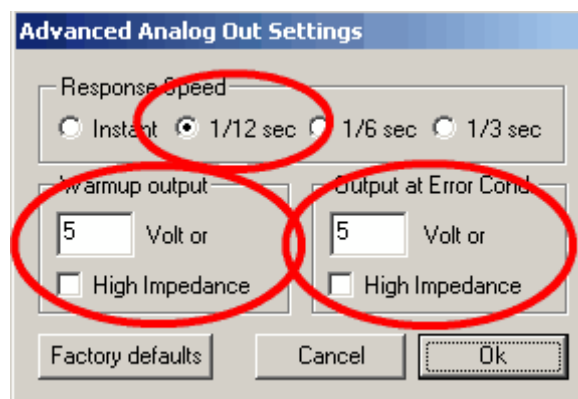 Advanced Analog Out Settings
Response Speed
Instant 1/12 sec 1/6 sec 1/3 sec
Warmup output Output at Error Cond.
5 Volt or 5 Volt or
High Impedance High Impedance
Factory defaults Cancel Ok